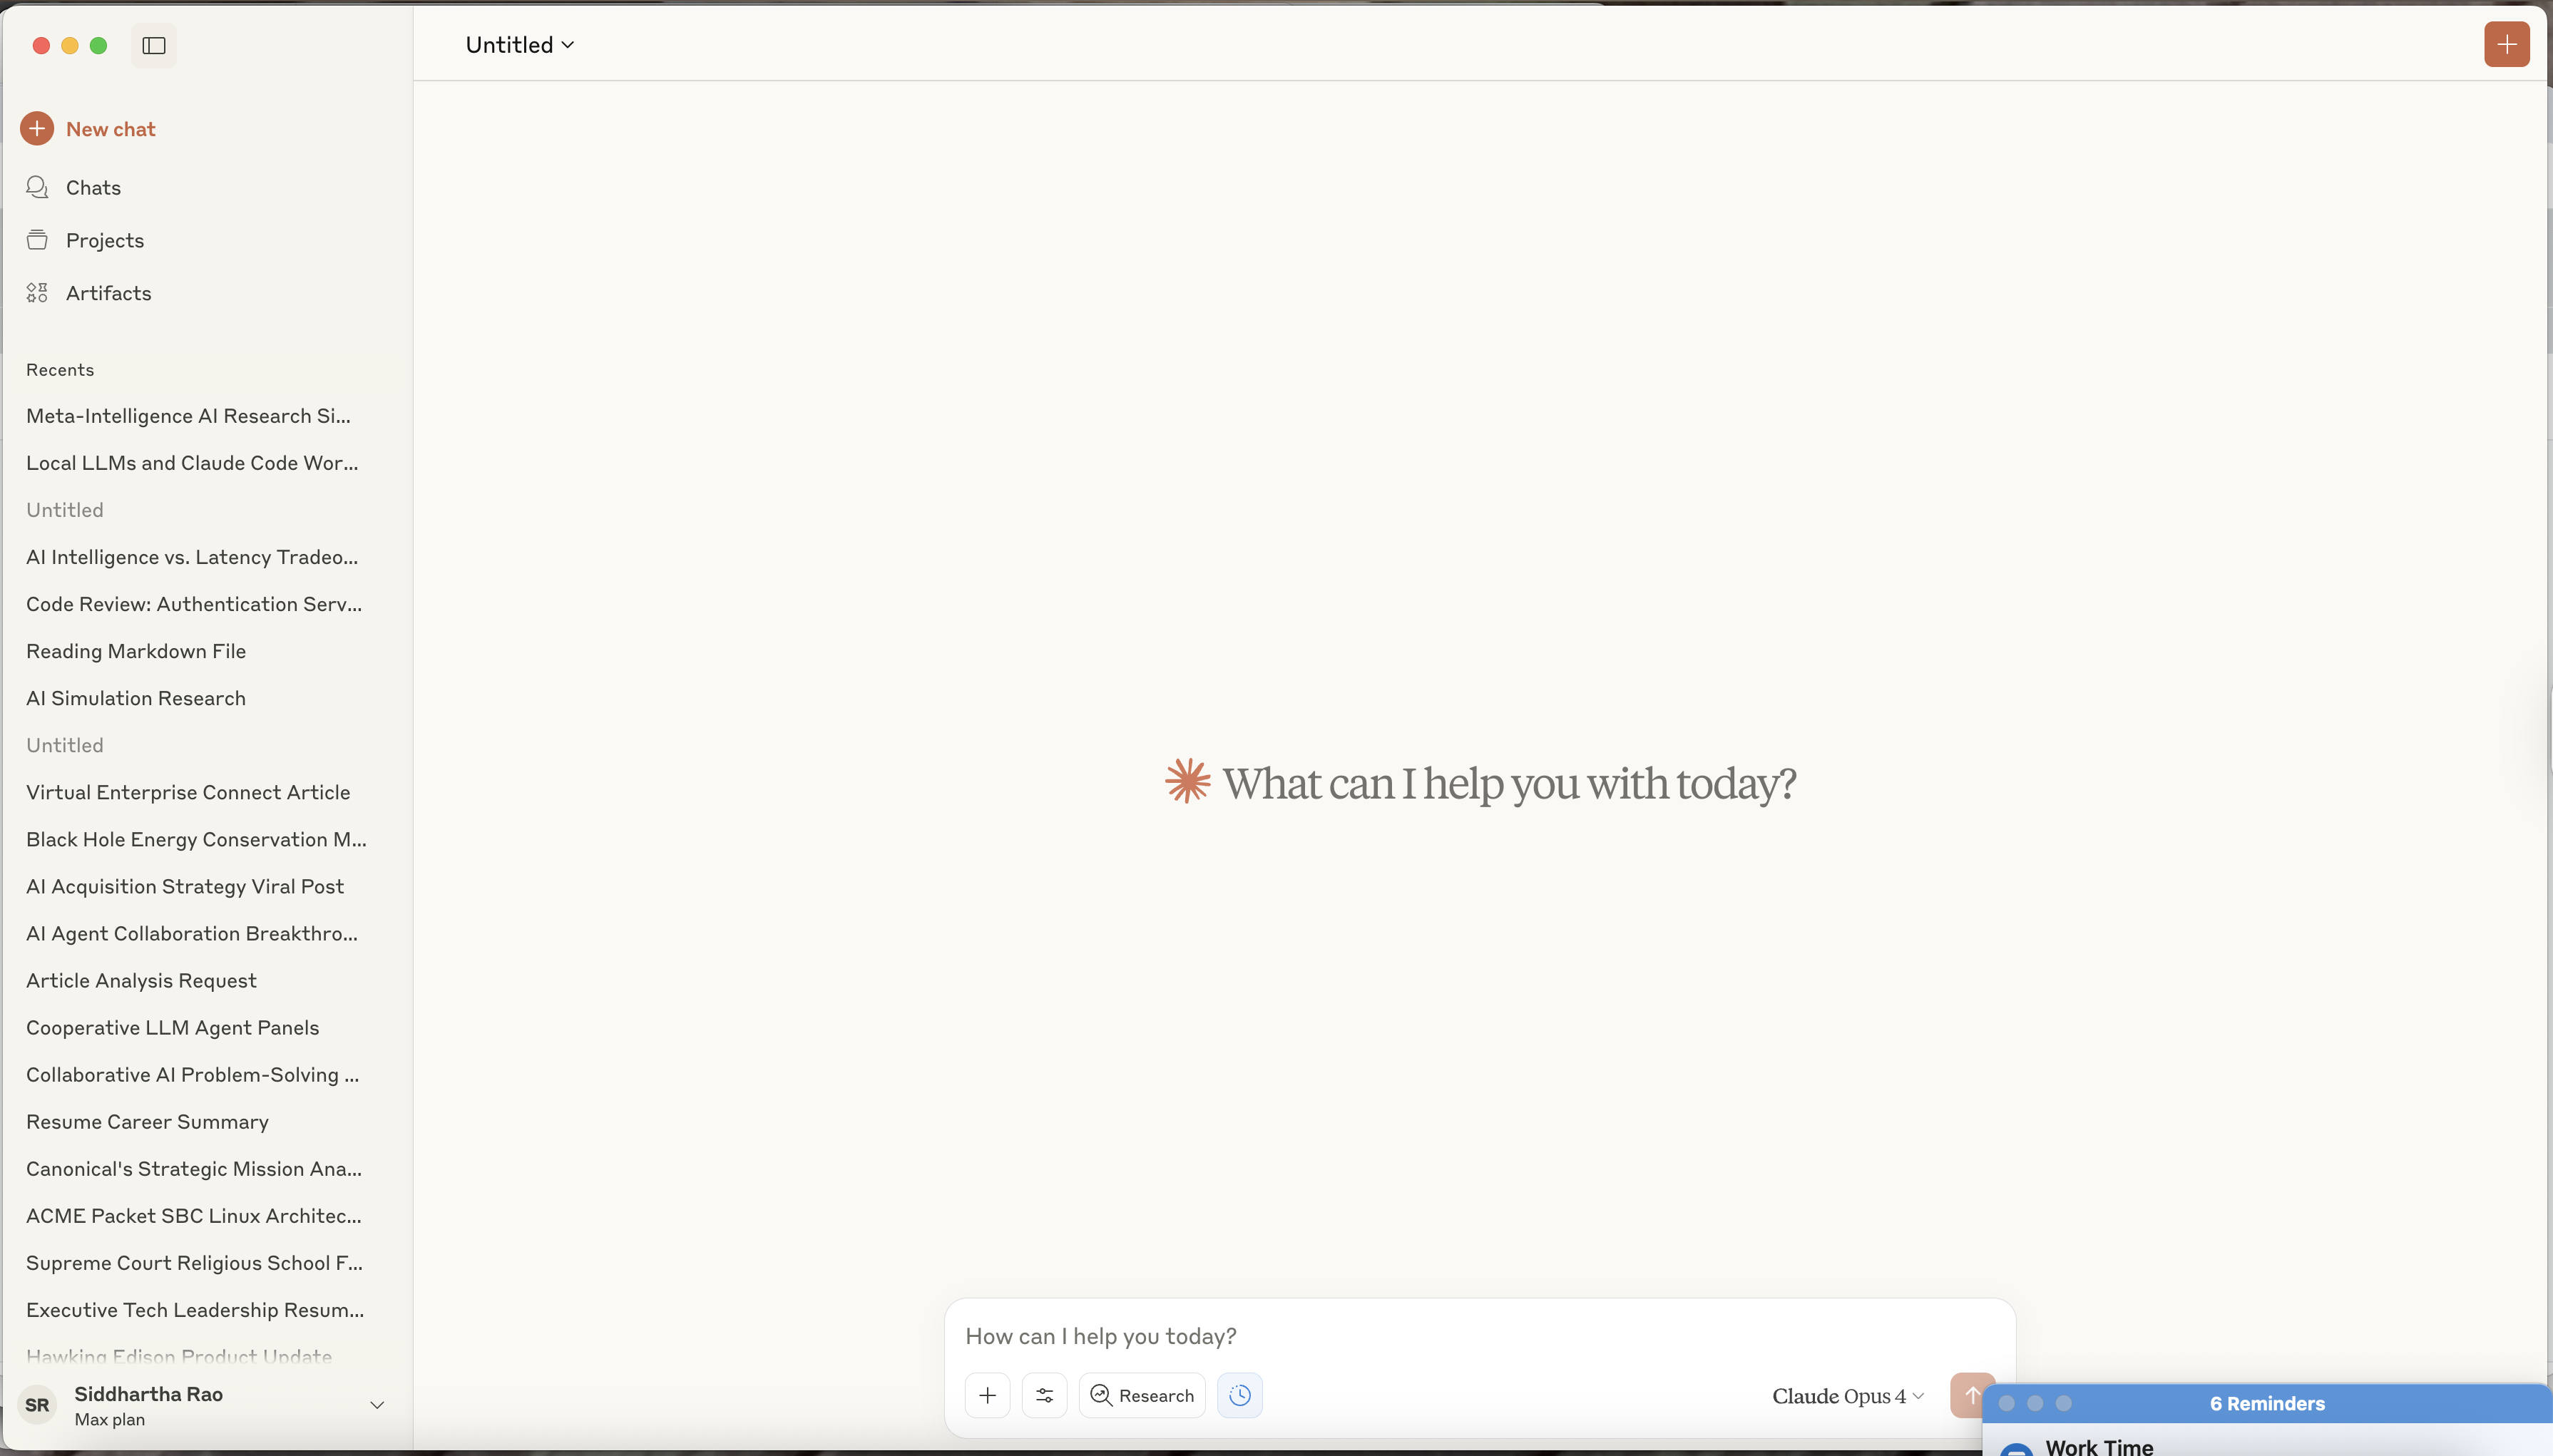 Untitled
New chat
Chats
Projects
Artifacts
Recents
Meta-Intelligence AI Research Si...
Local LLMs and Claude Code Wor...
Untitled
AI Intelligence vs. Latency Tradeo...
Code Review: Authentication Serv...
Reading Markdown File
AI Simulation Research
Untitled
Virtual Enterprise Connect Article
Black Hole Energy Conservation M...
AI Acquisition Strategy Viral Post
AI Agent Collaboration Breakthro...
Article Analysis Request
Cooperative LLM Agent Panels
Collaborative AI Problem-Solving ...
Resume Career Summary
Canonical's Strategic Mission Ana...
ACME Packet SBC Linux Architec...
Supreme Court Religious School F...
Executive Tech Leadership Resum...
Hawking Edison Product Update
SR
Siddhartha Rao
Max plan
What can I help you with today?
How can I help you today?
Research
Claude Opus 4
6 Reminders
Work Time